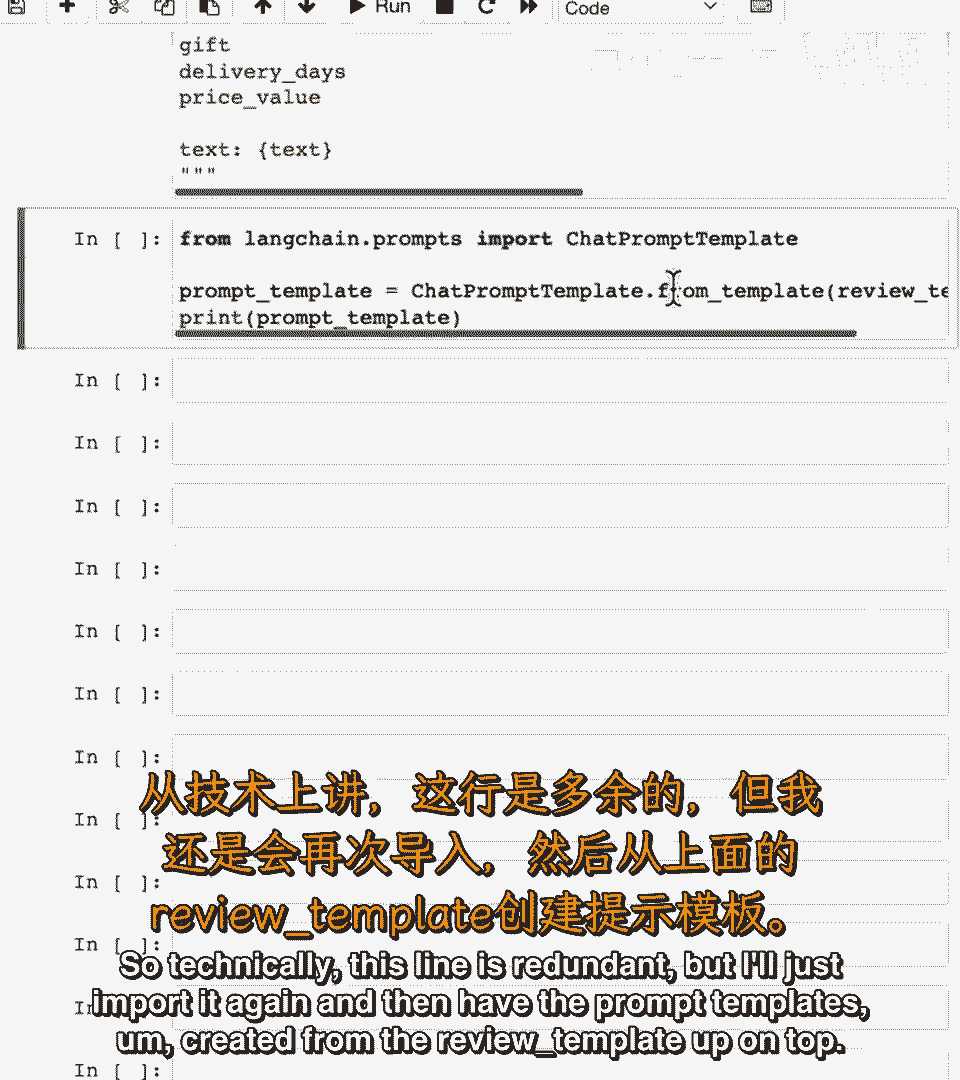 Run
Code
gift
delivery_days
price_value
text: {text}
"""
In [ ]: from langchain.prompts import ChatPromptTemplate
prompt_template = ChatPromptTemplate.from_template(review_te
print(prompt_template)
In [ ]:
In [ ]:
In [ ]:
In [ ]:
In [ ]:
In [ ]:
In [ ]:
In [ ]:
In [ ]:
In [ ]:
In [ ]:
In [ ]:
从技术上讲，这行是多余的，但我
还是会再次导入，然后从上面的
review_template创建提示模板。
So technically, this line is redundant, but I'll just
import it again and then have the prompt templates,
um, created from the review_template up on top.